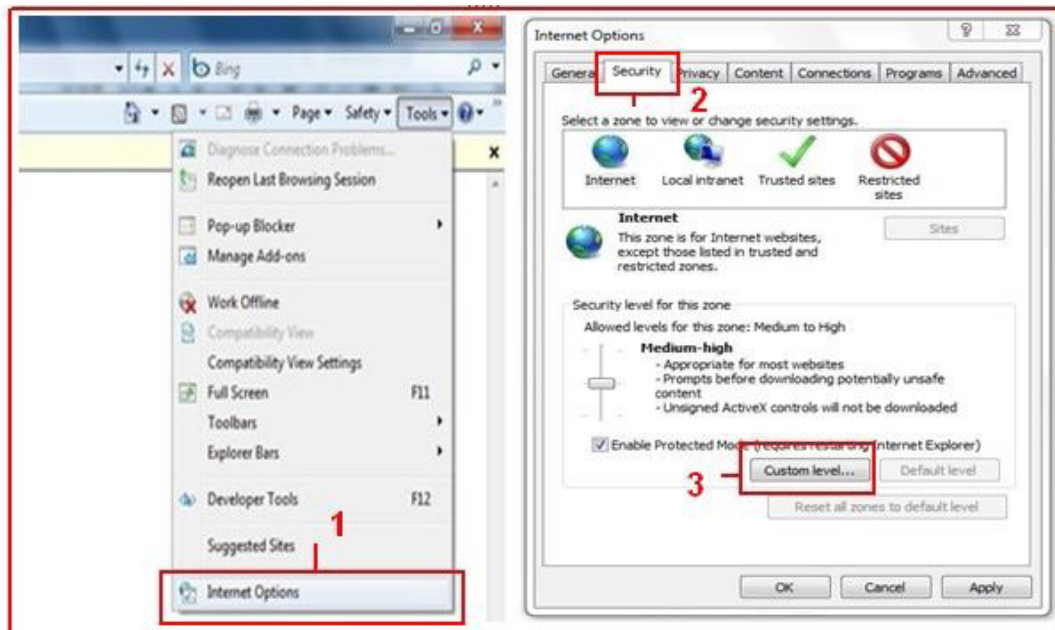 Bing
Page Safety Tools
Diagnose Connection Problems...
Reopen Last Browsing Session
Pop-up Blocker
Manage Add-ons
Work Offline
Compatibility View
Compatibility View Settings
Full Screen F11
Toolbars
Explorer Bars
Developer Tools F12
1
Suggested Sites
Internet Options
Internet Options
General Security Privacy Content Connections Programs Advanced
2
Select a zone to view or change security settings.
Internet Local intranet Trusted sites Restricted
sites
Internet
This zone is for Internet websites,
except those listed in trusted and
restricted zones.
Sites
Security level for this zone
Allowed levels for this zone: Medium to High
Medium-high
- Appropriate for most websites
- Prompts before downloading potentially unsafe
content
- Unsigned ActiveX controls will not be downloaded
Enable Protected Mode (requires restarting Internet Explorer)
3
Custom level... Default level
Reset all zones to default level
OK Cancel Apply